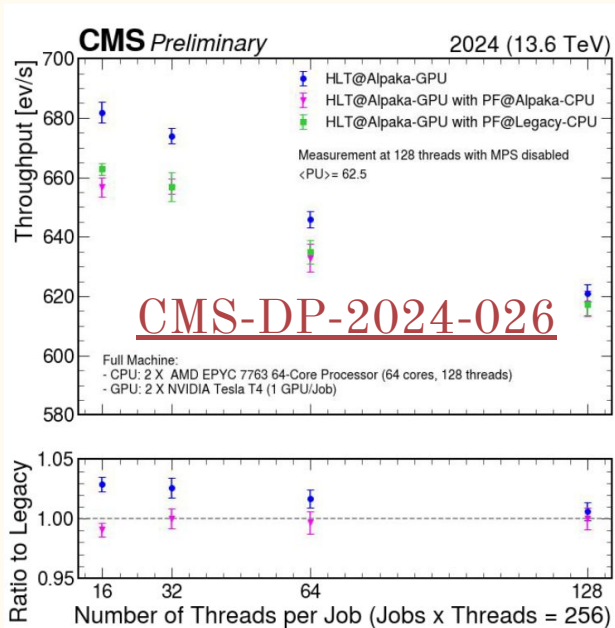 CMS Preliminary
2024 (13.6 TeV)
Throughput [ev/s]
700
680
660
640
620
600
580
HLT@Alpaka-GPU
HLT@Alpaka-GPU with PF@Alpaka-CPU
HLT@Alpaka-GPU with PF@Legacy-CPU
Measurement at 128 threads with MPS disabled
<PU>= 62.5
CMS-DP-2024-026
Full Machine:
- CPU: 2 X AMD EPYC 7763 64-Core Processor (64 cores, 128 threads)
- GPU: 2 X NVIDIA Tesla T4 (1 GPU/Job)
Ratio to Legacy
1.05
1.00
0.95
16 32 64 128
Number of Threads per Job (Jobs x Threads = 256)